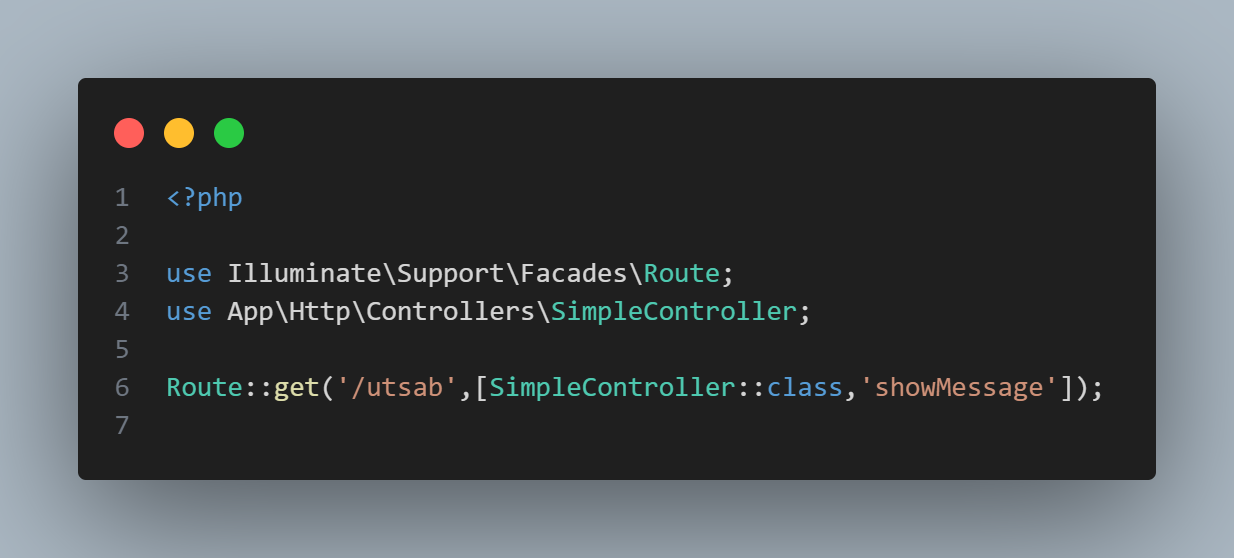 1 <?php
2
3 use Illuminate\Support\Facades\Route;
4 use App\Http\Controllers\SimpleController;
5
6 Route::get('/utsab',[SimpleController::class,'showMessage']);
7